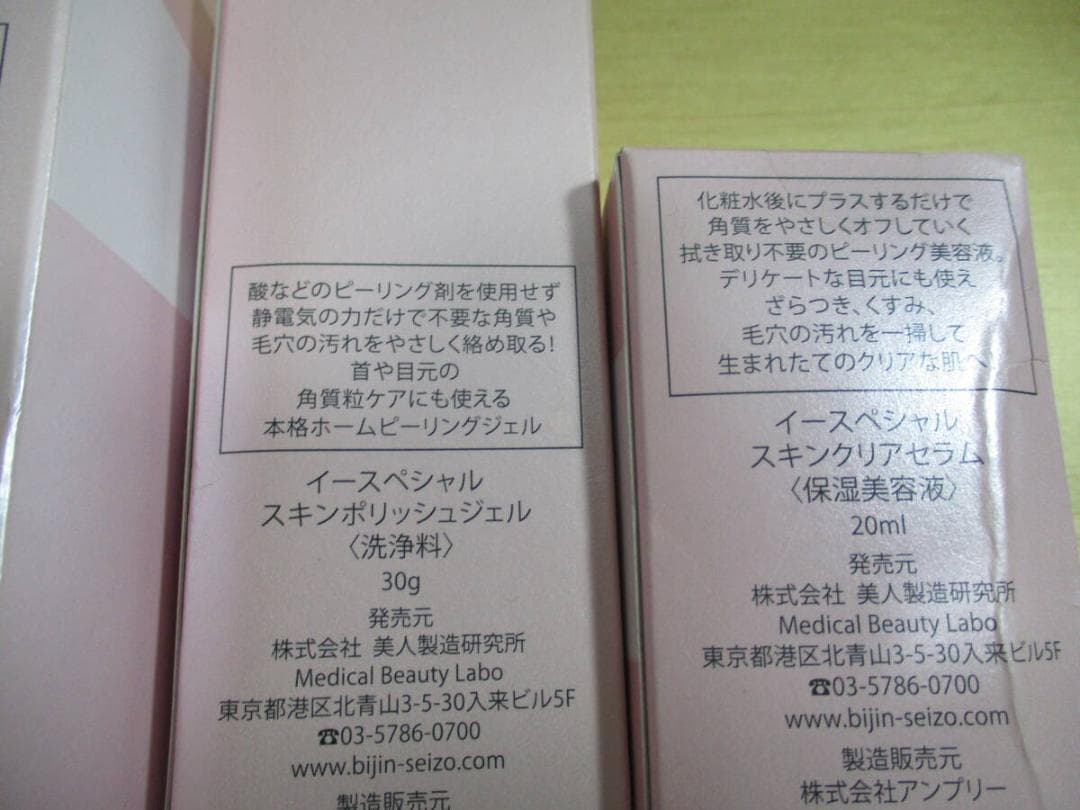 酸などのピーリング剤を使用せず
静電気の力だけで不要な角質や
毛穴の汚れをやさしく絡め取る!
首や目元の
角質粒ケアにも使える
本格ホームピーリングジェル
イースペシャル
スキンポリッシュジェル
〈洗浄料〉
30g
発売元
株式会社 美人製造研究所
Medical Beauty Labo
東京都港区北青山3-5-30入来ビル5F
☎03-5786-0700
www.bijin-seizo.com
製造販売元
化粧水後にプラスするだけで
角質をやさしくオフしていく
拭き取り不要のピーリング美容液。
デリケートな目元にも使え
ざらつき、くすみ、
毛穴の汚れを一掃して
生まれたてのクリアな肌へ
イースペシャル
スキンクリアセラム
〈保湿美容液〉
20ml
発売元
株式会社 美人製造研究所
Medical Beauty Labo
東京都港区北青山3-5-30入来ビル5F
☎03-5786-0700
www.bijin-seizo.com
製造販売元
株式会社アンプリー